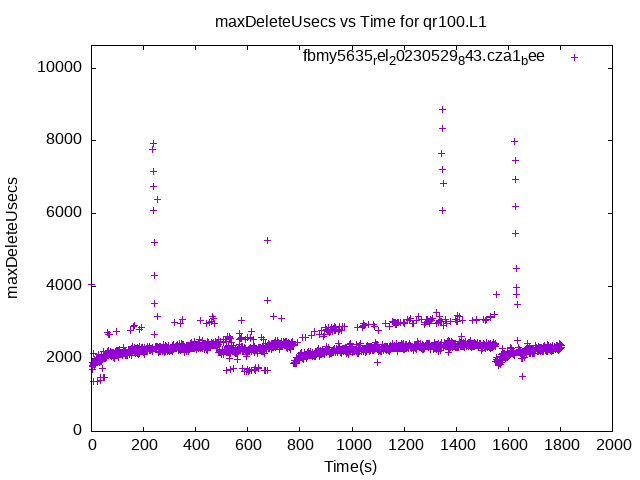 maxDeleteUsecs vs Time for qr100.L1
fbmy5635rel20230529843.cza1bee
10000
8000
6000
4000
2000
0
maxDeleteUsecs
0 200 400 600 800 1000 1200 1400 1600 1800 2000
Time(s)